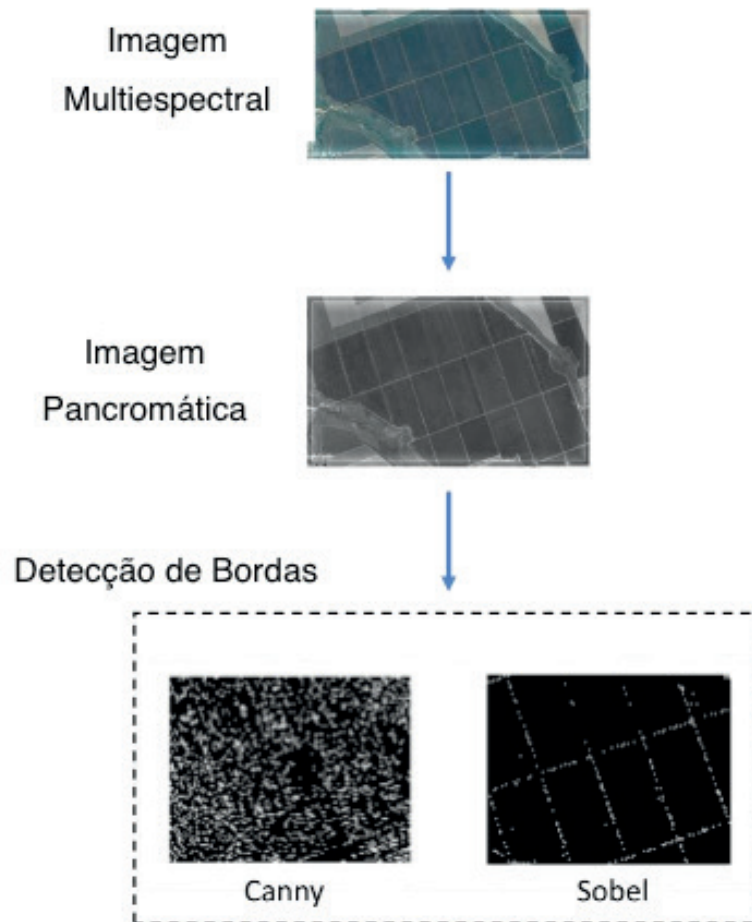 Imagem
Multiespectral
Imagem
Pancromática
Detecção de Bordas
Canny
Sobel